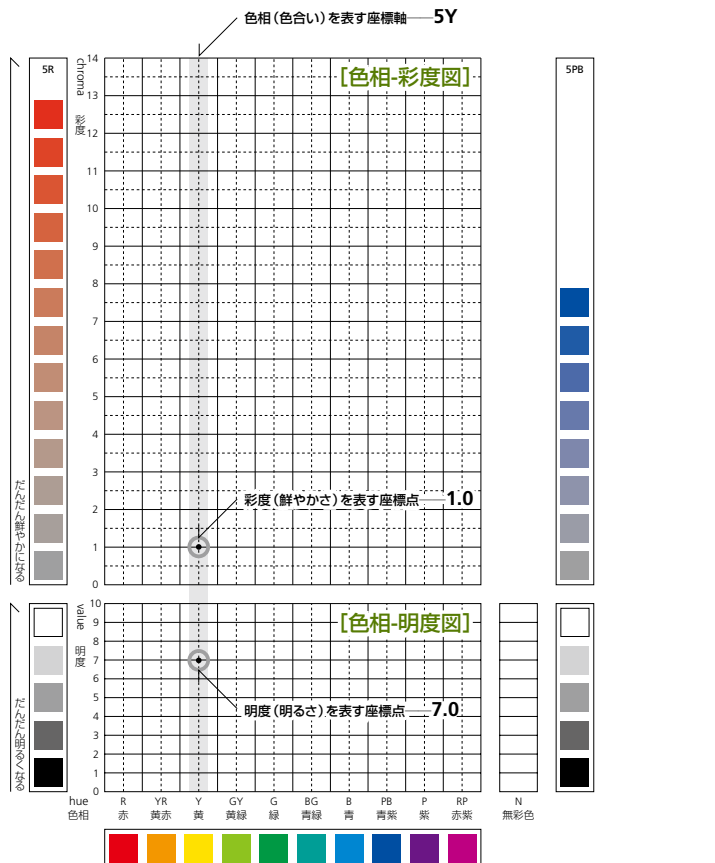 色相（色合い）を表す座標軸 5Y
5R
chroma 彩度
14
13
12
11
10
9
8
7
6
5
4
3
2
1
0
[色相-彩度図]
5PB
彩度（鮮やかさ）を表す座標点 1.0
だんだん鮮やかになる
value 明度
10
9
8
7
6
5
4
3
2
1
0
[色相-明度図]
明度（明るさ）を表す座標点 7.0
だんだん明るくなる
hue R YR Y GY G BG B PB P RP N
色相 赤 黄赤 黄 黄緑 緑 青緑 青 青紫 紫 赤紫 無彩色